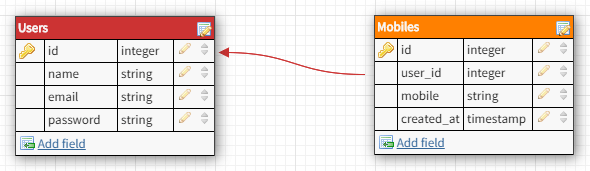 Users
id integer
name string
email string
password string
Add field
Mobiles
id integer
user_id integer
mobile string
created_at timestamp
Add field